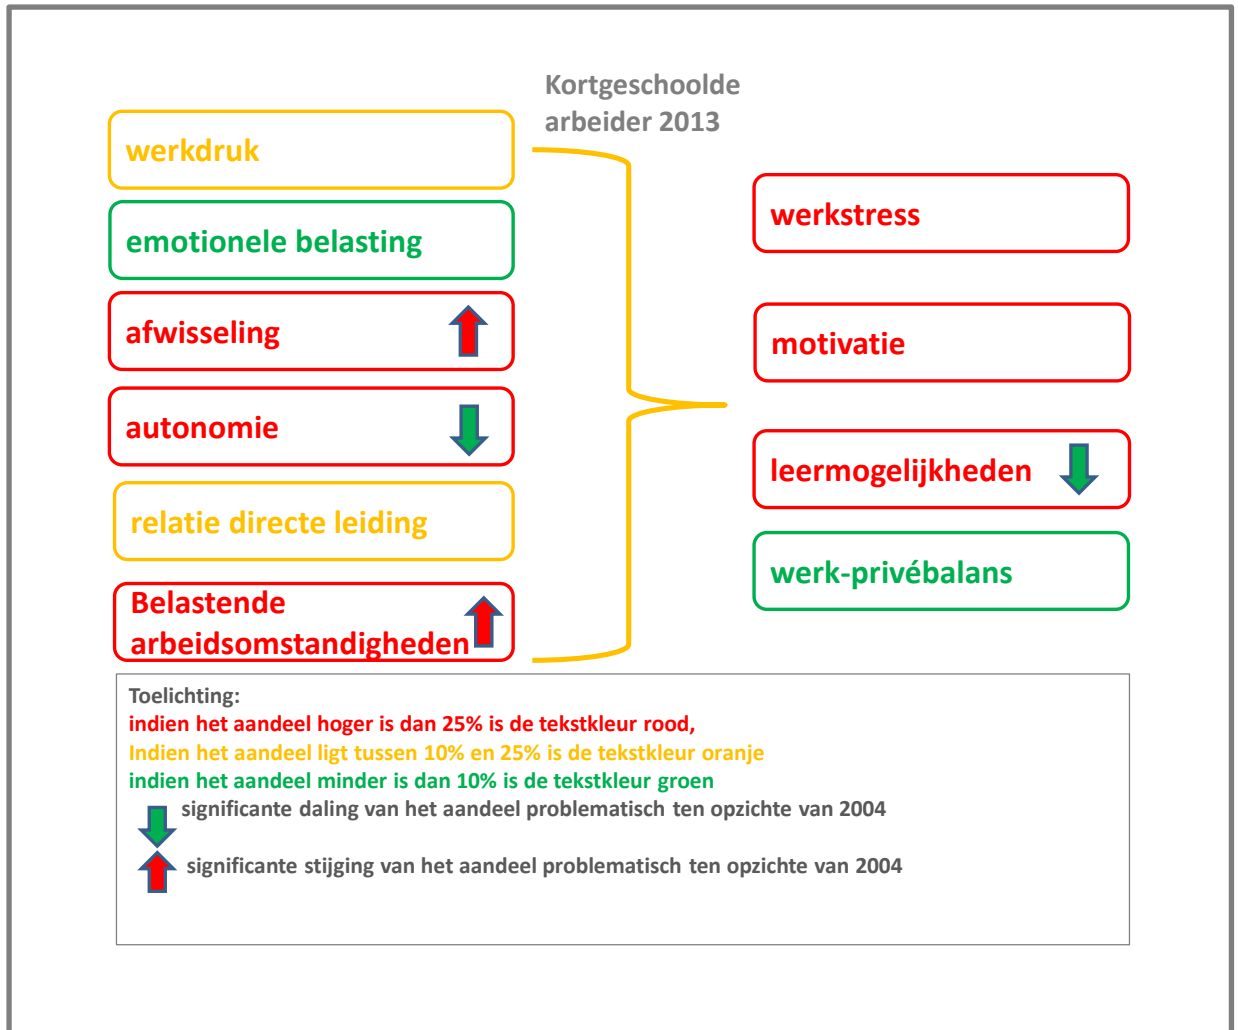 Kortgeschoolde
arbeider 2013
werkdruk
emotionele belasting
afwisseling
autonomie
relatie directe leiding
Belastende
arbeidsomstandigheden
werkstress
motivatie
leermogelijkheden
werk-privébalans
Toelichting:
indien het aandeel hoger is dan 25% is de tekstkleur rood,
Indien het aandeel ligt tussen 10% en 25% is de tekstkleur oranje
indien het aandeel minder is dan 10% is de tekstkleur groen
significante daling van het aandeel problematisch ten opzichte van 2004
significante stijging van het aandeel problematisch ten opzichte van 2004